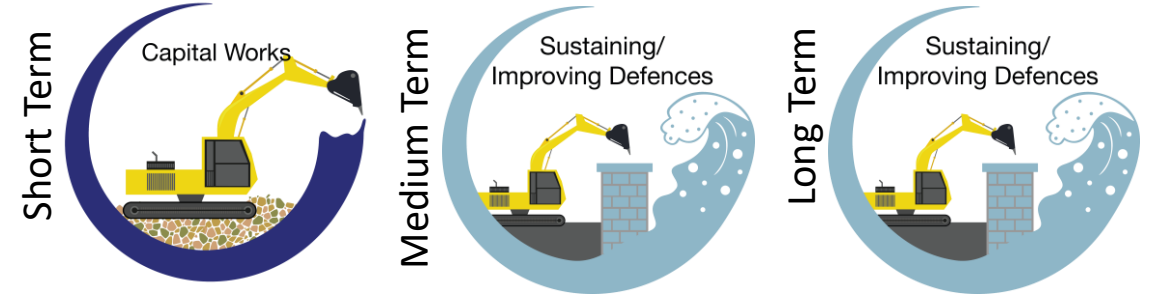 Short Term
Capital Works
Medium Term
Sustaining/
Improving Defences
Long Term
Sustaining/
Improving Defences